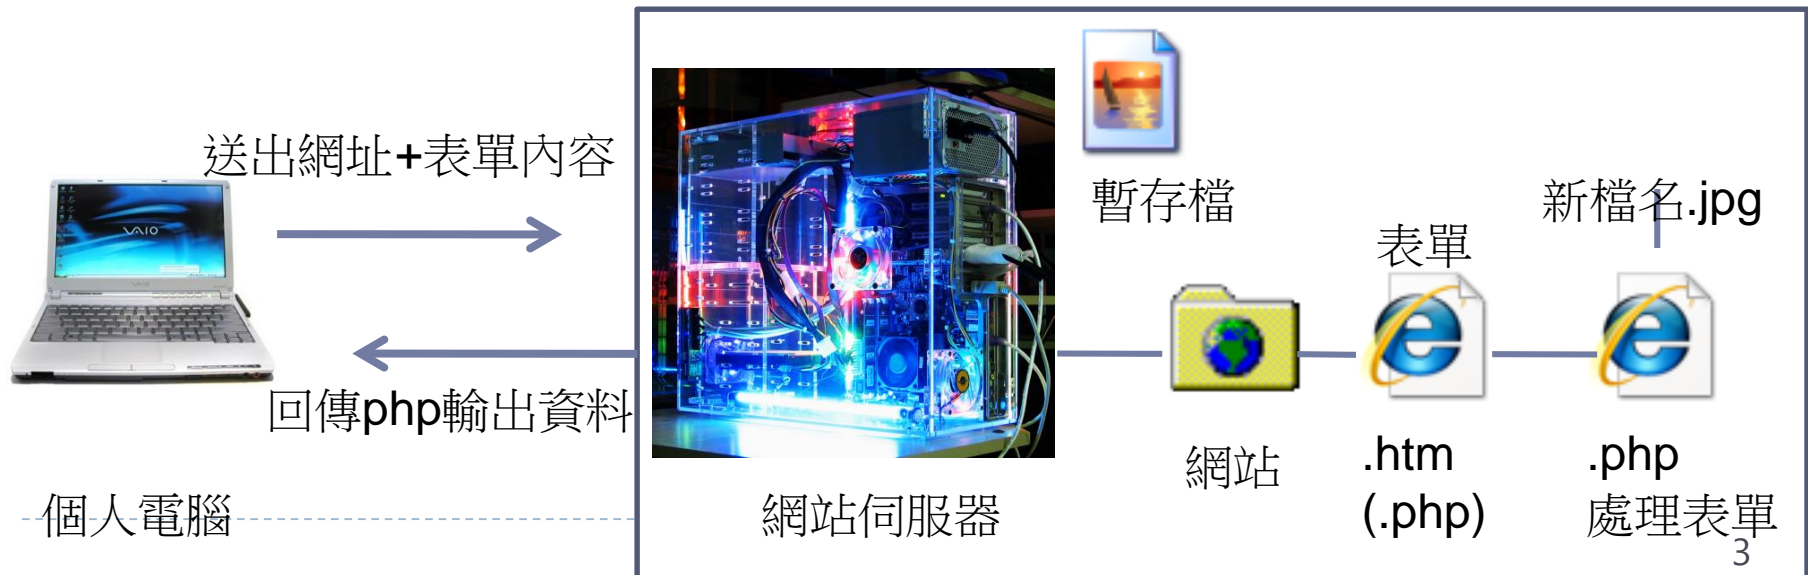 送出網址+表單內容
VAIO
回傳php輸出資料
個人電腦
網站伺服器
暫存檔
網站
表單
.htm
(.php)
新檔名.jpg
.php
處理表單
3